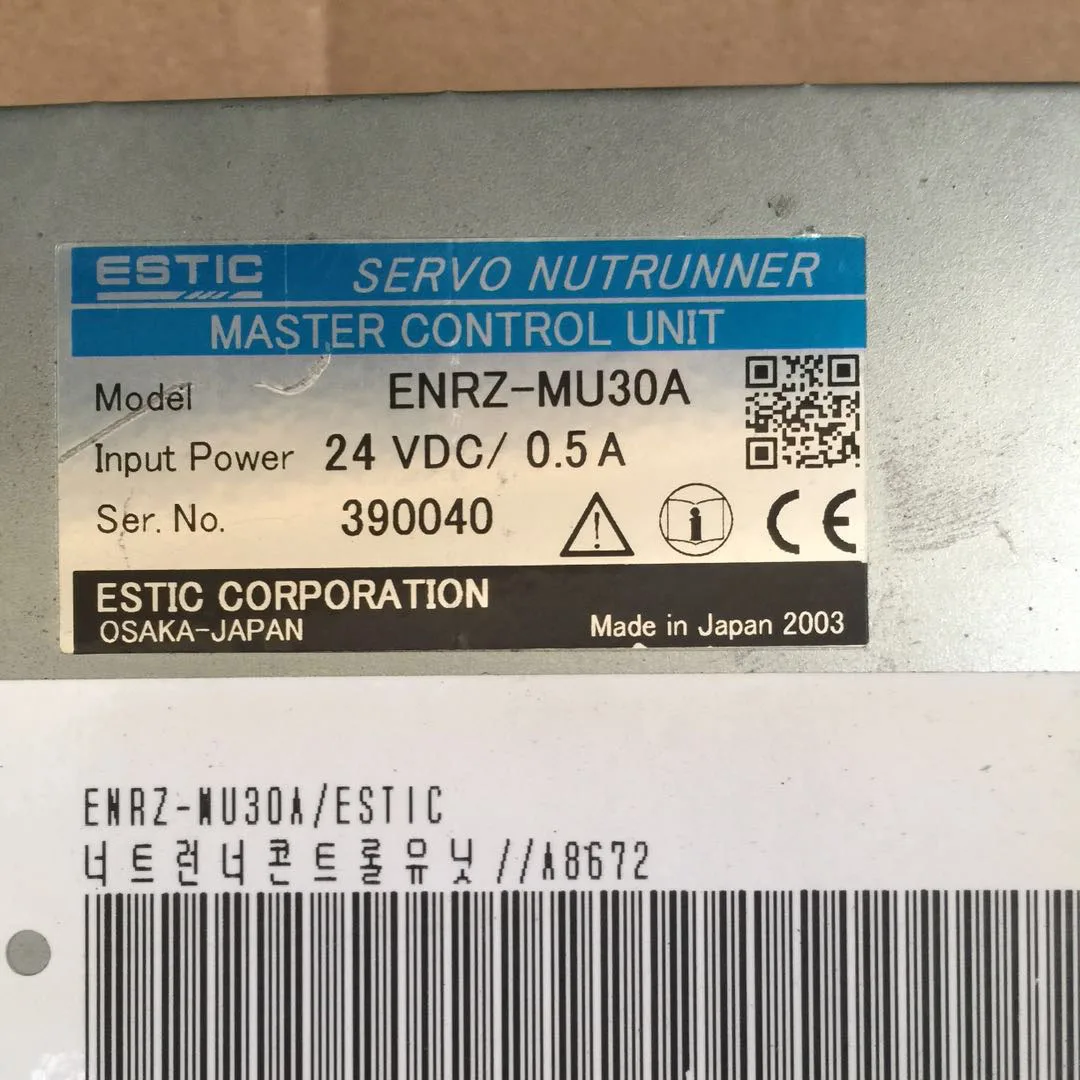 ESTIC SERVO NUTRUNNER
MASTER CONTROL UNIT
Model ENRZ-MU30A
Input Power 24 VDC/ 0.5A
Ser. No. 390040
CE
ESTIC CORPORATION
OSAKA-JAPAN Made in Japan 2003
ENRZ-MU30A/ESTIC
너트런너콘트롤유닛//A8672